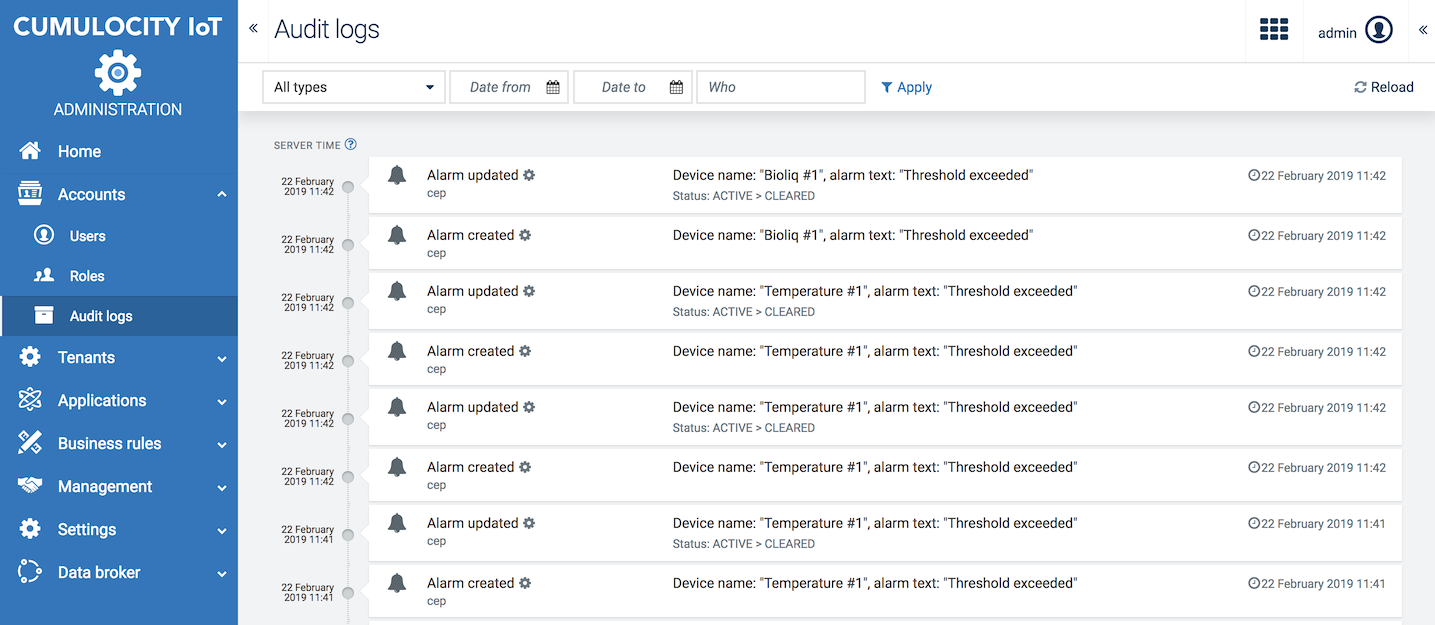 CUMULOCITY IoT
ADMINISTRATION
Home
Accounts
Users
Roles
Audit logs
Tenants
Applications
Business rules
Management
Settings
Data broker
Audit logs
admin
All types
Date from
Date to
Who
Apply
Reload
SERVER TIME
22 February
2019 11:42
Alarm updated
cep
Device name: "Bioliq #1", alarm text: "Threshold exceeded"
Status: ACTIVE > CLEARED
22 February 2019 11:42
22 February
2019 11:42
Alarm created
cep
Device name: "Bioliq #1", alarm text: "Threshold exceeded"
22 February 2019 11:42
22 February
2019 11:42
Alarm updated
cep
Device name: "Temperature #1", alarm text: "Threshold exceeded"
Status: ACTIVE > CLEARED
22 February 2019 11:42
22 February
2019 11:42
Alarm created
cep
Device name: "Temperature #1", alarm text: "Threshold exceeded"
22 February 2019 11:42
22 February
2019 11:42
Alarm updated
cep
Device name: "Temperature #1", alarm text: "Threshold exceeded"
Status: ACTIVE > CLEARED
22 February 2019 11:42
22 February
2019 11:42
Alarm created
cep
Device name: "Temperature #1", alarm text: "Threshold exceeded"
22 February 2019 11:42
22 February
2019 11:41
Alarm updated
cep
Device name: "Temperature #1", alarm text: "Threshold exceeded"
Status: ACTIVE > CLEARED
22 February 2019 11:41
22 February
2019 11:41
Alarm created
cep
Device name: "Temperature #1", alarm text: "Threshold exceeded"
22 February 2019 11:41